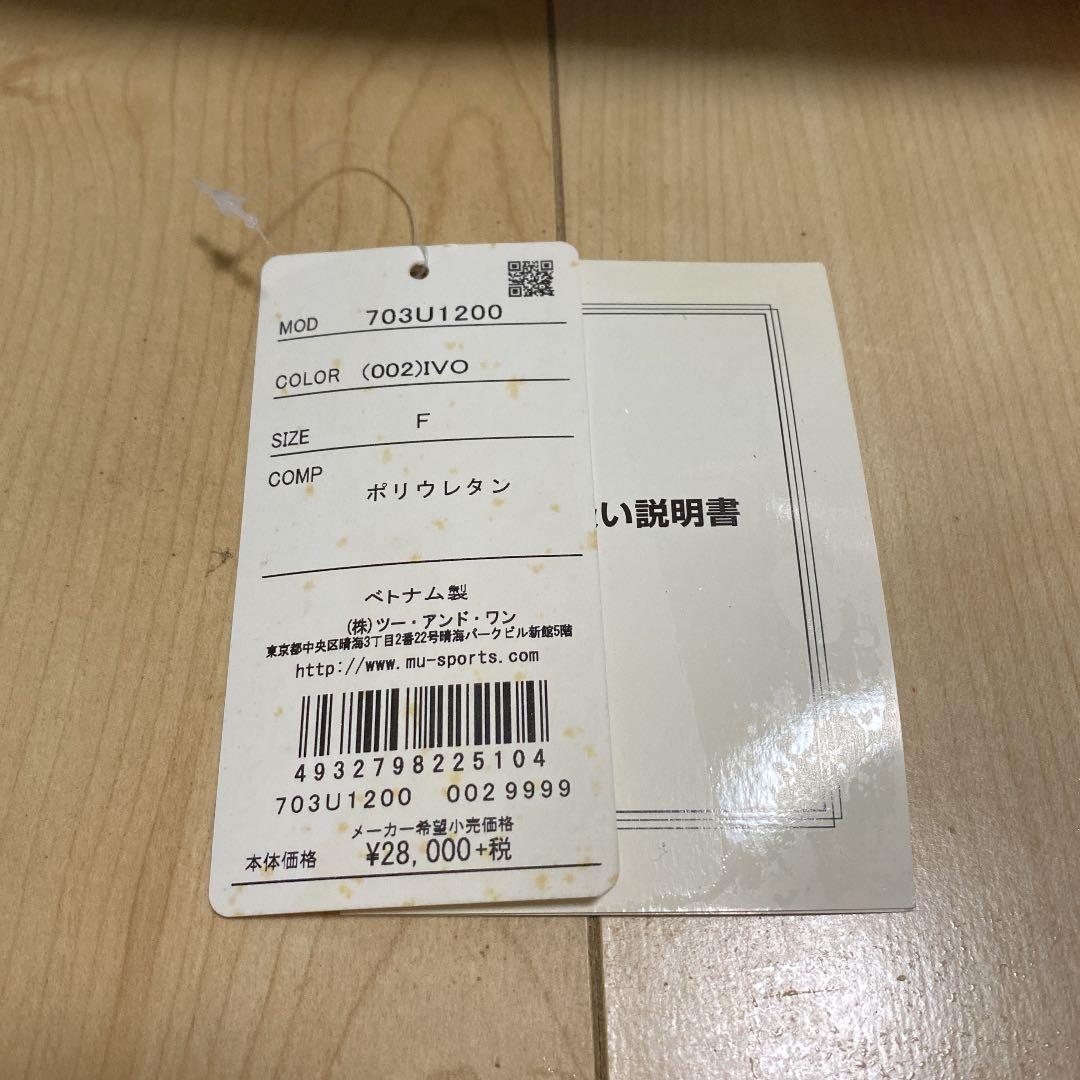 MOD 703U1200
COLOR (002)IVO
SIZE F
COMP ポリウレタン
ベトナム製
(株)ツー・アンド・ワン
東京都中央区晴海3丁目2番22号晴海パークビル新館5階
http://www.mu-sports.com
4932798225104
703U1200 002 9999
メーカー希望小売価格
本体価格 ¥28,000+税
い説明書